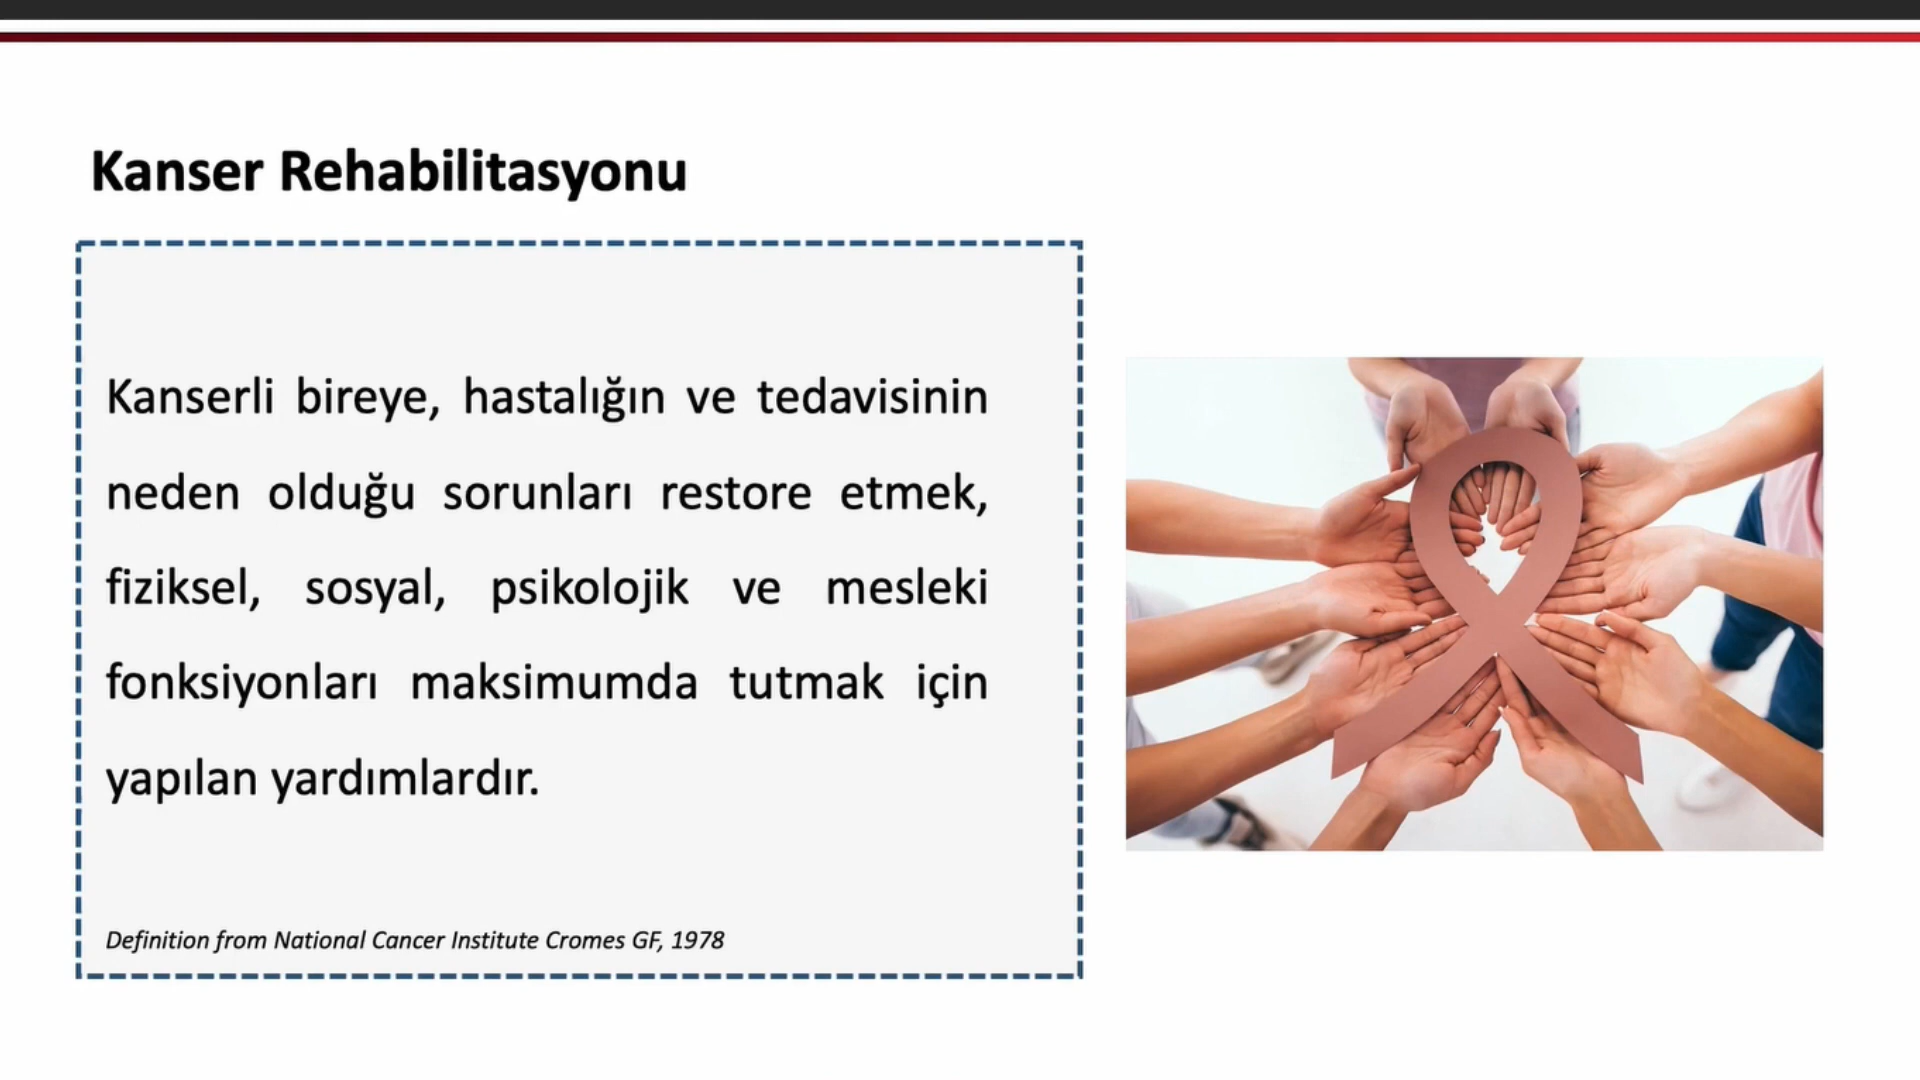 Kanser Rehabilitasyonu
Kanserli bireye, hastalığın ve tedavisinin
neden olduğu sorunları restore etmek,
fiziksel, sosyal, psikolojik ve mesleki
fonksiyonları maksimumda tutmak için
yapılan yardımlardır.
Definition from National Cancer Institute Cromes GF, 1978